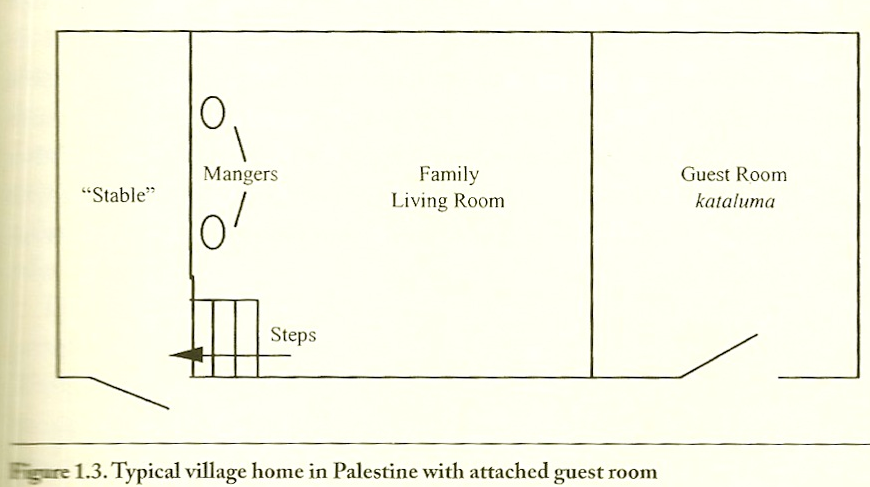 "Stable"
Mangers
Family
Living Room
Guest Room
kataluma
Steps
Figure 1.3. Typical village home in Palestine with attached guest room